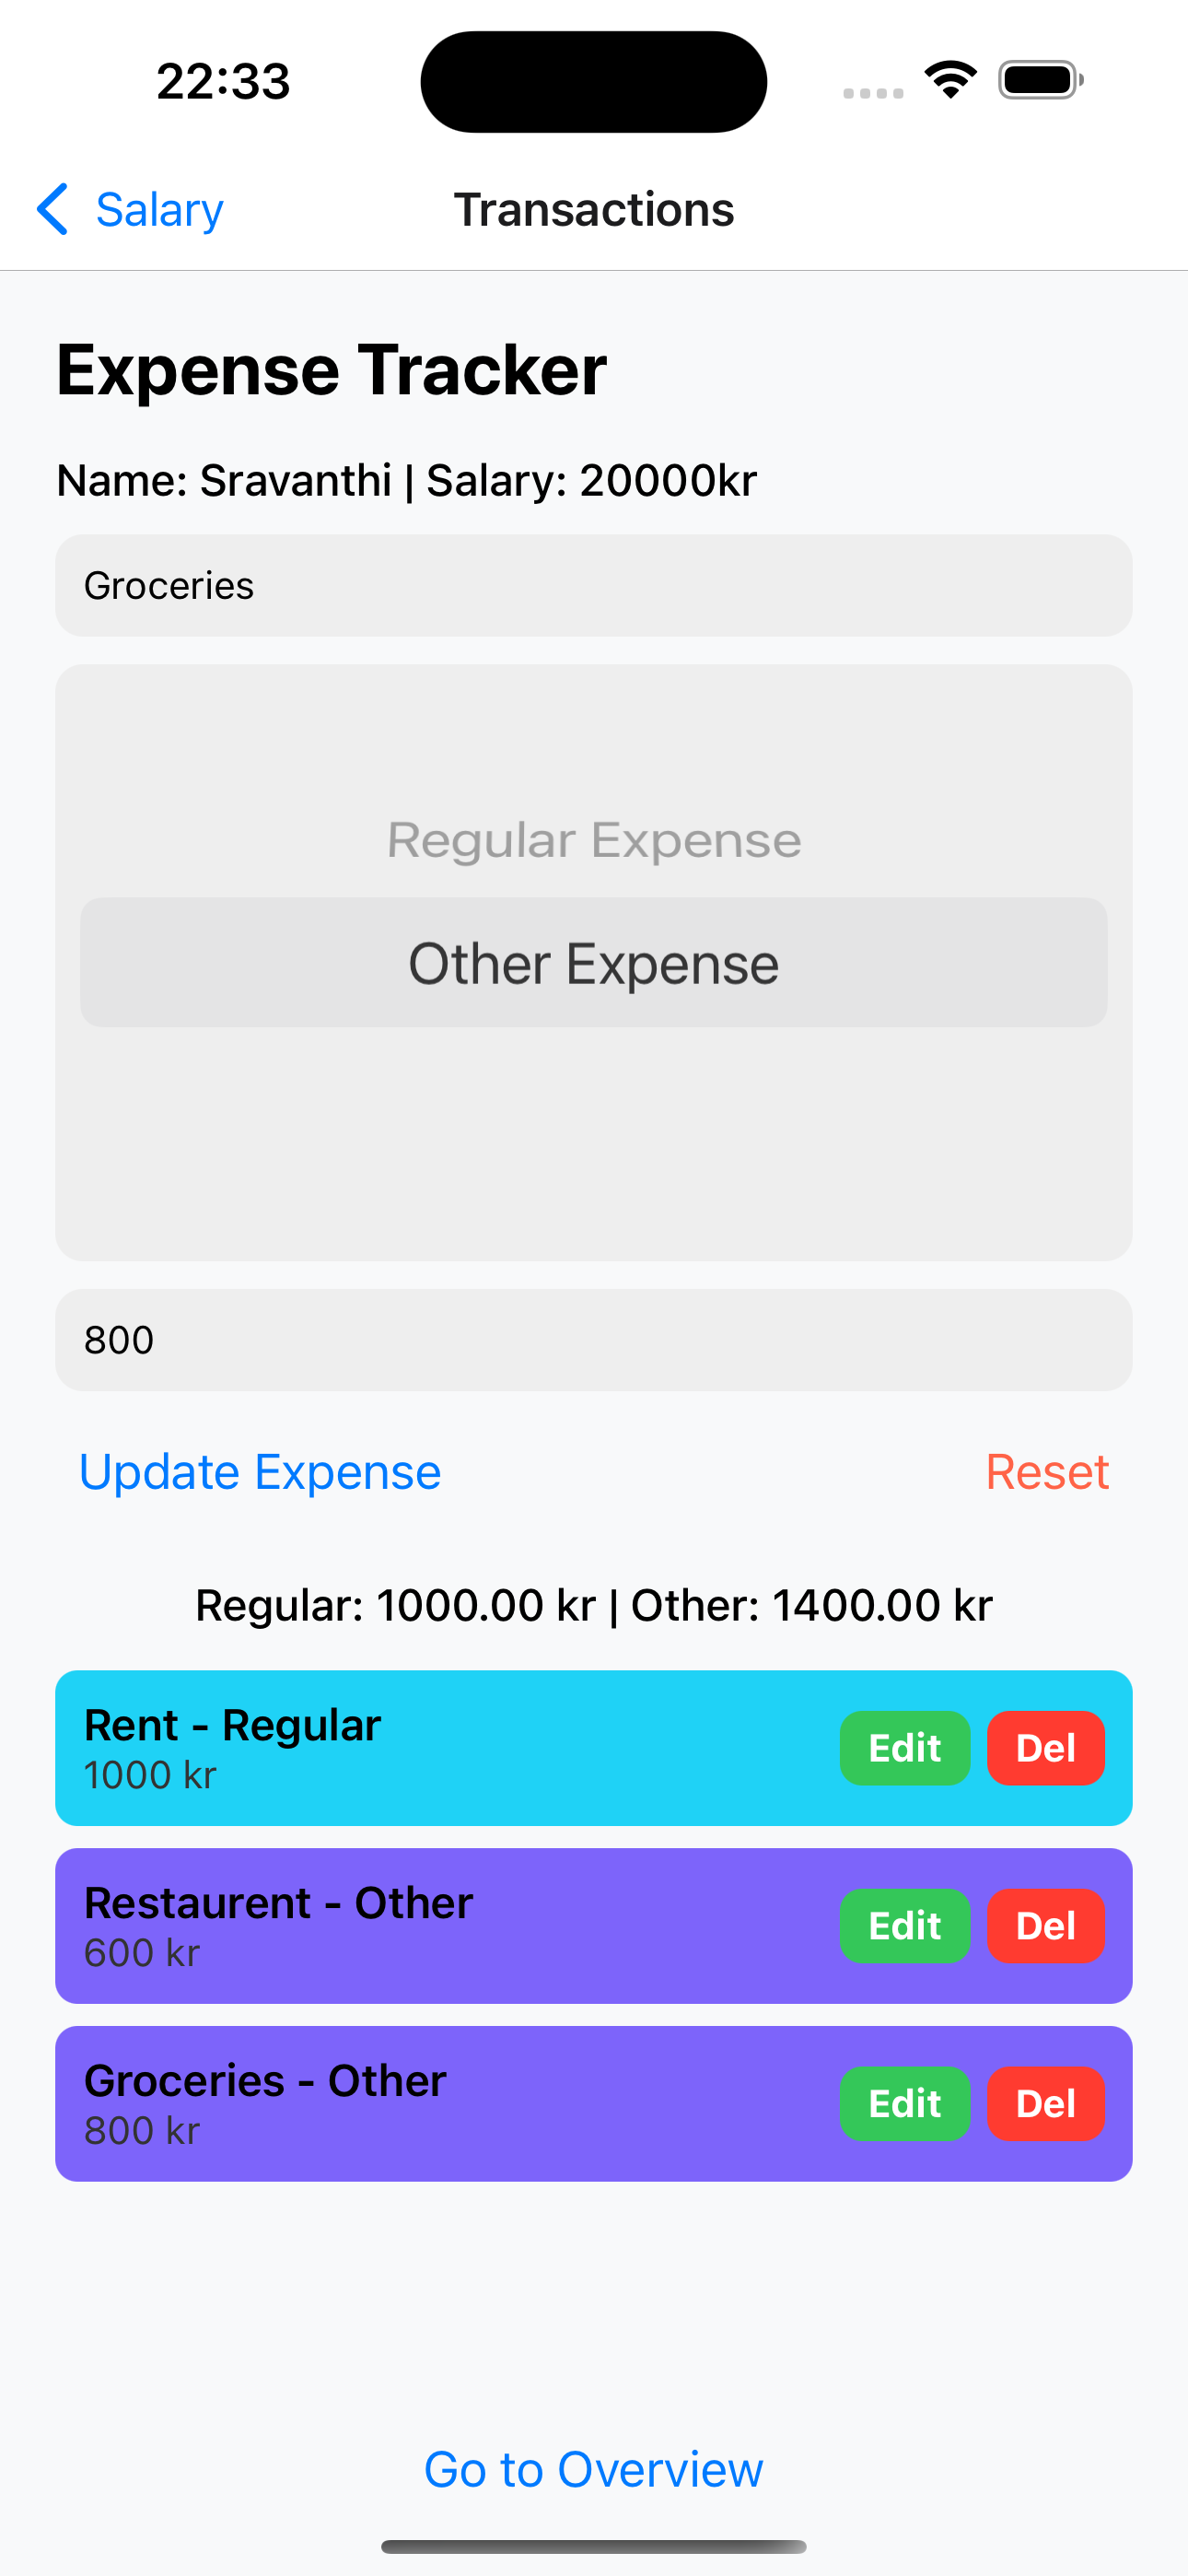 22:33
Salary
Transactions
Expense Tracker
Name: Sravanthi | Salary: 20000kr
Groceries
Regular Expense
Other Expense
800
Update Expense
Reset
Regular: 1000.00 kr | Other: 1400.00 kr
Rent - Regular
1000 kr
Edit
Del
Restaurent - Other
600 kr
Edit
Del
Groceries - Other
800 kr
Edit
Del
Go to Overview